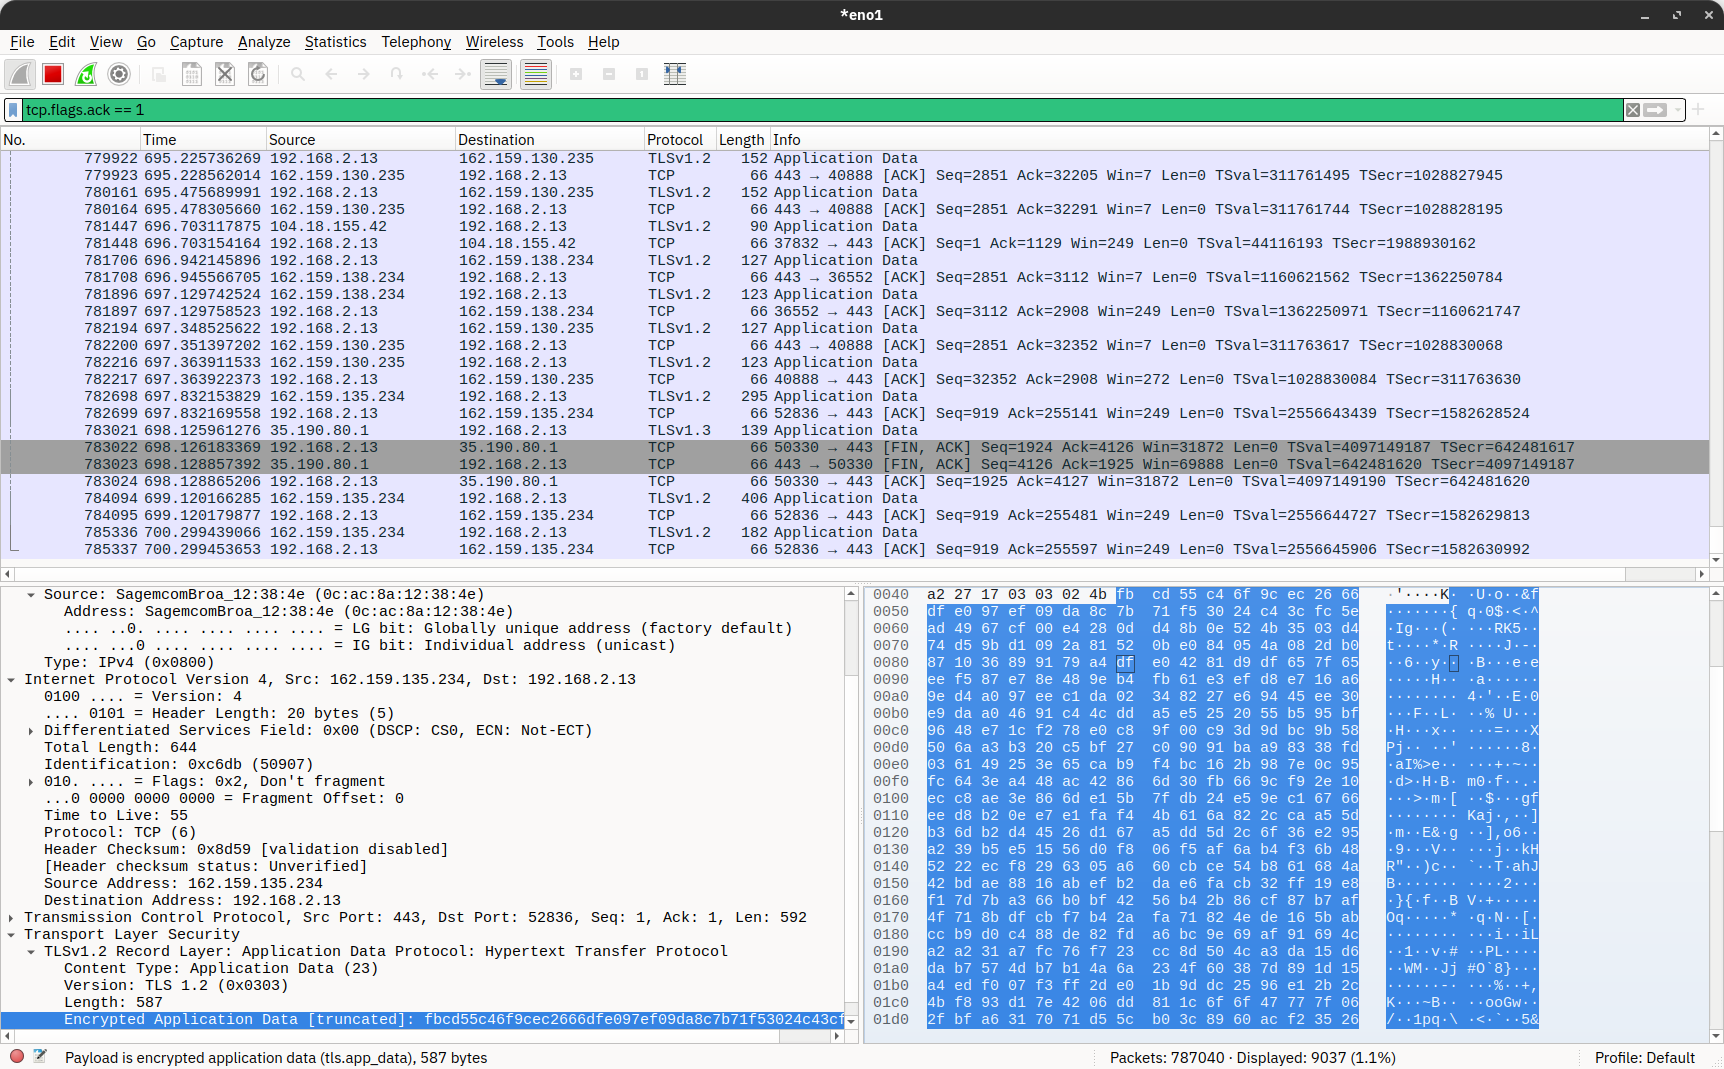 *eno1
File Edit View Go Capture Analyze Statistics Telephony Wireless Tools Help
tcp.flags.ack == 1
No. Time Source Destination Protocol Length Info
779922 695.225736269 192.168.2.13 162.159.130.235 TLSv1.2 152 Application Data
779923 695.228562014 162.159.130.235 192.168.2.13 TCP 66 443 → 40888 [ACK] Seq=2851 Ack=32205 Win=7 Len=0 TSval=311761495 TSecr=1028827945
780161 695.475689991 192.168.2.13 162.159.130.235 TLSv1.2 152 Application Data
780164 695.478305660 162.159.130.235 192.168.2.13 TCP 66 443 → 40888 [ACK] Seq=2851 Ack=32291 Win=7 Len=0 TSval=311761744 TSecr=1028828195
781447 696.703117875 104.18.155.42 192.168.2.13 TLSv1.2 90 Application Data
781448 696.703154164 192.168.2.13 104.18.155.42 TCP 66 37832 → 443 [ACK] Seq=1 Ack=1129 Win=249 Len=0 TSval=44116193 TSecr=1988930162
781706 696.942145896 192.168.2.13 162.159.138.234 TLSv1.2 127 Application Data
781708 696.945566705 162.159.138.234 192.168.2.13 TCP 66 443 → 36552 [ACK] Seq=2851 Ack=3112 Win=7 Len=0 TSval=1160621562 TSecr=1362250784
781896 697.129742524 162.159.138.234 192.168.2.13 TLSv1.2 123 Application Data
781897 697.129758523 192.168.2.13 162.159.138.234 TCP 66 36552 → 443 [ACK] Seq=3112 Ack=2908 Win=249 Len=0 TSval=1362250971 TSecr=1160621747
782194 697.348525622 192.168.2.13 162.159.130.235 TLSv1.2 127 Application Data
782200 697.351397202 162.159.130.235 192.168.2.13 TCP 66 443 → 40888 [ACK] Seq=2851 Ack=32352 Win=7 Len=0 TSval=311763617 TSecr=1028830068
782216 697.363911533 162.159.130.235 192.168.2.13 TLSv1.2 123 Application Data
782217 697.363922373 192.168.2.13 162.159.130.235 TCP 66 40888 → 443 [ACK] Seq=32352 Ack=2908 Win=272 Len=0 TSval=1028830084 TSecr=311763630
782698 697.832153829 162.159.135.234 192.168.2.13 TLSv1.2 295 Application Data
782699 697.832169558 192.168.2.13 162.159.135.234 TCP 66 52836 → 443 [ACK] Seq=919 Ack=255141 Win=249 Len=0 TSval=2556643439 TSecr=1582628524
783021 698.125961276 35.190.80.1 192.168.2.13 TLSv1.3 139 Application Data
783022 698.126183369 192.168.2.13 35.190.80.1 TCP 66 50330 → 443 [FIN, ACK] Seq=1924 Ack=4126 Win=31872 Len=0 TSval=4097149187 TSecr=642481617
783023 698.128857392 35.190.80.1 192.168.2.13 TCP 66 443 → 50330 [FIN, ACK] Seq=4126 Ack=1925 Win=69888 Len=0 TSval=642481620 TSecr=4097149187
783024 698.128865206 192.168.2.13 35.190.80.1 TCP 66 50330 → 443 [ACK] Seq=1925 Ack=4127 Win=31872 Len=0 TSval=4097149190 TSecr=642481620
784094 699.120166285 162.159.135.234 192.168.2.13 TLSv1.2 406 Application Data
784095 699.120179877 192.168.2.13 162.159.135.234 TCP 66 52836 → 443 [ACK] Seq=919 Ack=255481 Win=249 Len=0 TSval=2556644727 TSecr=1582629813
785336 700.299439066 162.159.135.234 192.168.2.13 TLSv1.2 182 Application Data
785337 700.299453653 192.168.2.13 162.159.135.234 TCP 66 52836 → 443 [ACK] Seq=919 Ack=255597 Win=249 Len=0 TSval=2556645906 TSecr=1582630992
Source: SagemcomBroa_12:38:4e (0c:ac:8a:12:38:4e)
Address: SagemcomBroa_12:38:4e (0c:ac:8a:12:38:4e)
.... ..0. .... .... .... .... = LG bit: Globally unique address (factory default)
.... ...0 .... .... .... .... = IG bit: Individual address (unicast)
Type: IPv4 (0x0800)
Internet Protocol Version 4, Src: 162.159.135.234, Dst: 192.168.2.13
0100 .... = Version: 4
.... 0101 = Header Length: 20 bytes (5)
Differentiated Services Field: 0x00 (DSCP: CS0, ECN: Not-ECT)
Total Length: 644
Identification: 0xc6db (50907)
010. .... = Flags: 0x2, Don't fragment
...0 0000 0000 0000 = Fragment Offset: 0
Time to Live: 55
Protocol: TCP (6)
Header Checksum: 0x8d59 [validation disabled]
[Header checksum status: Unverified]
Source Address: 162.159.135.234
Destination Address: 192.168.2.13
Transmission Control Protocol, Src Port: 443, Dst Port: 52836, Seq: 1, Ack: 1, Len: 592
Transport Layer Security
TLSv1.2 Record Layer: Application Data Protocol: Hypertext Transfer Protocol
Content Type: Application Data (23)
Version: TLS 1.2 (0x0303)
Length: 587
Encrypted Application Data [truncated]: fbcd55c46f9cec2666dfe097ef09da8c7b71f53024c43cf
0040 a2 27 17 03 03 02 4b fb cd 55 c4 6f 9c ec 26 66 ·'····K· ·U·o··&f
0050 df e0 97 ef 09 da 8c 7b 71 f5 30 24 c4 3c fc 5e ·······{ q·0$·<·^
0060 ad 49 67 cf 00 e4 28 0d d4 8b 0e 52 4b 35 03 d4 ·Ig···(· ···RK5··
0070 74 d5 9b d1 09 2a 81 52 0b e0 84 05 4a 08 2d b0 t····*·R ····J·-·
0080 87 10 36 89 91 79 a4 df e0 42 81 d9 df 65 7f 65 ··6··y·· ·B···e·e
0090 ee f5 87 e7 8e 48 9e b4 fb 61 e3 ef d8 e7 16 a6 ·····H·· ·a······
00a0 9e d4 a0 97 ee c1 da 02 34 82 27 e6 94 45 ee 30 ········ 4·'··E·0
00b0 e9 da a0 46 91 c4 4c dd a5 e5 25 20 55 b5 95 bf ···F··L· ··% U···
00c0 96 48 e7 1c f2 78 e0 c8 9f 00 c9 3d 9d bc 9b 58 ·H···x·· ···=···X
00d0 50 6a a3 b3 20 c5 bf 27 c0 90 91 ba a9 83 38 fd Pj·· ··' ······8·
00e0 03 61 49 25 3e 65 ca b9 f4 bc 16 2b 98 7e 0c 95 ·aI%>e·· ···+·~··
00f0 fc 64 3e a4 48 ac 42 86 6d 30 fb 66 9c f9 2e 10 ·d>·H·B· m0·f··.·
0100 ec c8 ae 3e 86 6d e1 5b 7f db 24 e5 9e c1 67 66 ···>·m·[ ··$···gf
0110 ee d8 b2 0e e7 e1 fa f4 4b 61 6a 82 2c ca a5 5d ········ Kaj·,··]
0120 b3 6d b2 d4 45 26 d1 67 a5 dd 5d 2c 6f 36 e2 95 ·m··E&·g ··],o6··
0130 a2 39 b5 e5 15 56 d0 f8 06 f5 af 6a b4 f3 6b 48 ·9···V·· ···j··kH
0140 52 22 ec f8 29 63 05 a6 60 cb ce 54 b8 61 68 4a R"··)c·· `··T·ahJ
0150 42 bd ae 88 16 ab ef b2 da e6 fa cb 32 ff 19 e8 B······· ····2···
0160 f1 7d 7b a3 66 b0 bf 42 56 b4 2b 86 cf 87 b7 af ·}{·f··B V·+·····
0170 4f 71 8b df cb f7 b4 2a fa 71 82 4e de 16 5b ab Oq·····* ·q·N··[·
0180 cc b9 d0 c4 88 de 82 fd a6 bc 9e 69 af 91 69 4c ········ ···i··iL
0190 a2 a2 31 a7 fc 76 f7 23 cc 8d 50 4c a3 da 15 d6 ··1··v·# ··PL····
01a0 da b7 57 4d b7 b1 4a 6a 23 4f 60 38 7d 89 1d 15 ··WM··Jj #O`8}···
01b0 a4 ed f0 07 f3 ff 2d e0 1b 9d dc 25 96 e1 2b 2c ······-· ···%··+,
01c0 4b f8 93 d1 7e 42 06 dd 81 1c 6f 6f 47 77 7f 06 K···~B·· ··ooGw··
01d0 2f bf a6 31 70 71 d5 5c b0 3c 89 60 ac f2 35 26 /··1pq·\ ·<·`··5&
Payload is encrypted application data (tls.app_data), 587 bytes
Packets: 787040 · Displayed: 9037 (1.1%)
Profile: Default